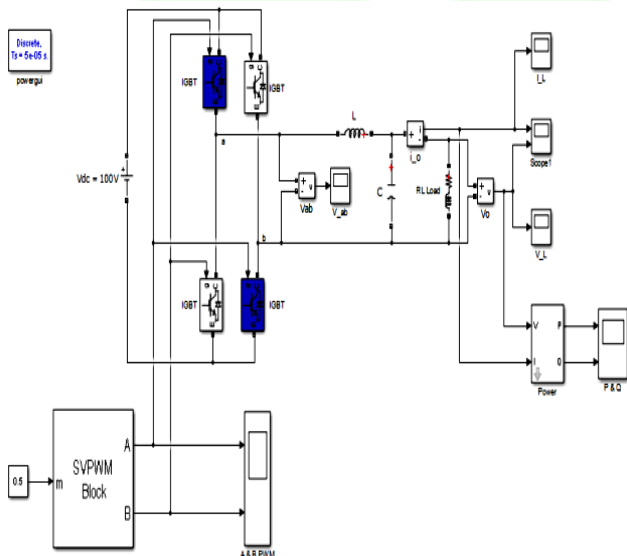 Discrete,
Ts = 5e-05 s.
powergui
g
C
E
IGBT
g
C
E
IGBT
a
Vdc = 100V
L
+
-
i
i_O
I_L
Scope1
+
-
v
Vab
V_ab
C
RL Load
+
-
v
Vo
V_L
b
g
C
E
IGBT
g
C
E
IGBT
V
I
P
Q
Power
P & Q
0.5
m
SVPWM
Block
A
B
A & B PWM